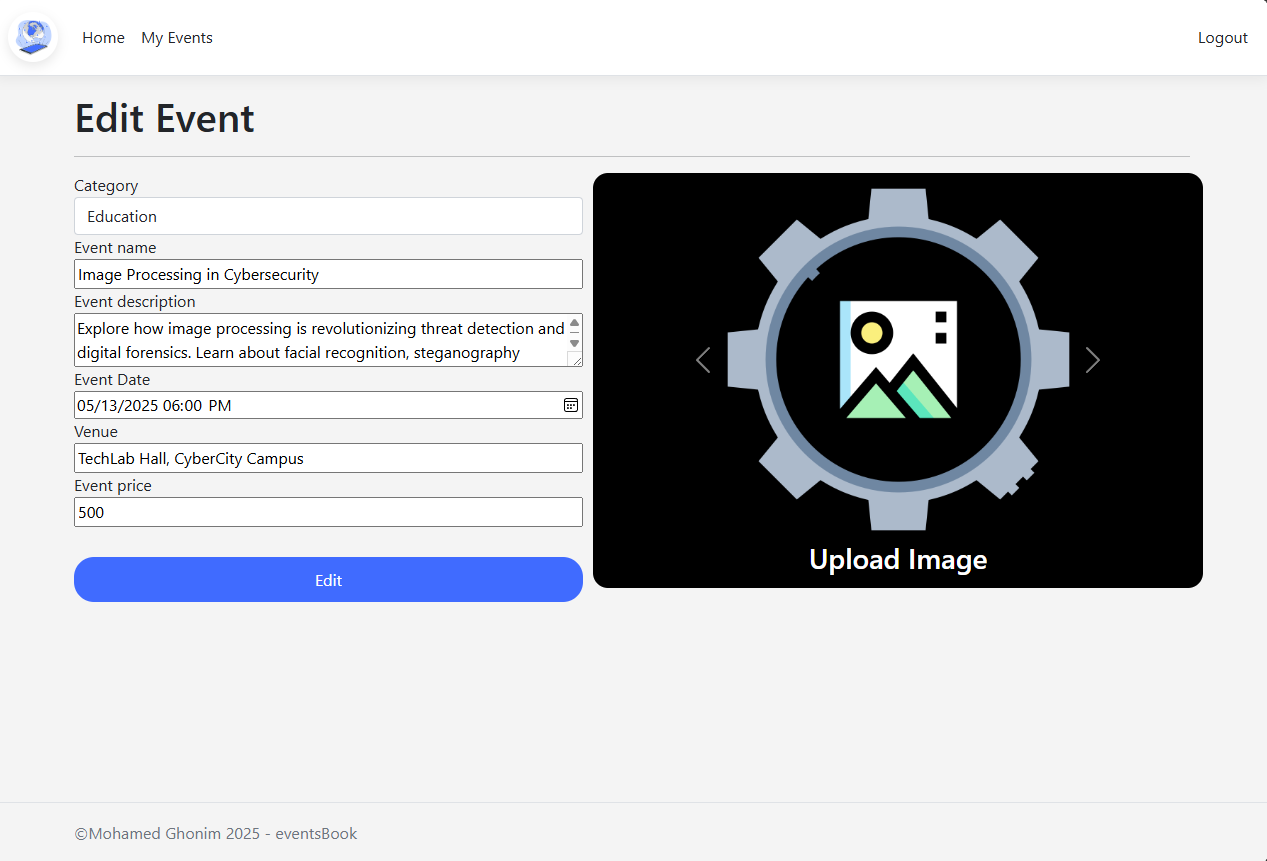 Home My Events Logout
Edit Event
Category
Education
Event name
Image Processing in Cybersecurity
Event description
Explore how image processing is revolutionizing threat detection and
digital forensics. Learn about facial recognition, steganography
Event Date
05/13/2025 06:00 PM
Venue
TechLab Hall, CyberCity Campus
Event price
500
Edit
Upload Image
©Mohamed Ghonim 2025 - eventsBook